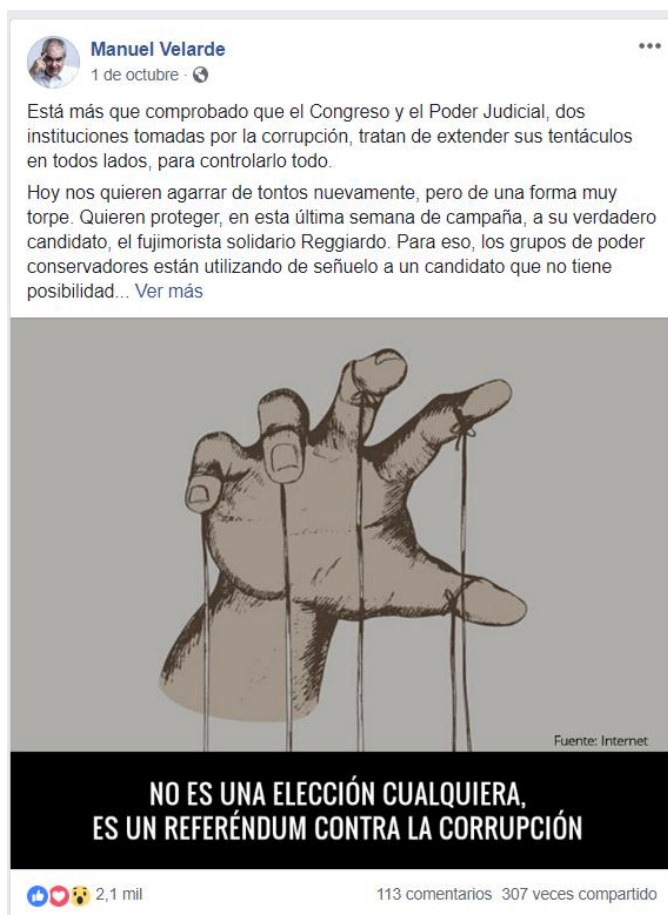 Manuel Velarde
1 de octubre ·
Está más que comprobado que el Congreso y el Poder Judicial, dos
instituciones tomadas por la corrupción, tratan de extender sus tentáculos
en todos lados, para controlarlo todo.
Hoy nos quieren agarrar de tontos nuevamente, pero de una forma muy
torpe. Quieren proteger, en esta última semana de campaña, a su verdadero
candidato, el fujimorista solidario Reggiardo. Para eso, los grupos de poder
conservadores están utilizando de señuelo a un candidato que no tiene
posibilidad... Ver más
Fuente: Internet
NO ES UNA ELECCIÓN CUALQUIERA,
ES UN REFERÉNDUM CONTRA LA CORRUPCIÓN
2,1 mil 113 comentarios 307 veces compartido